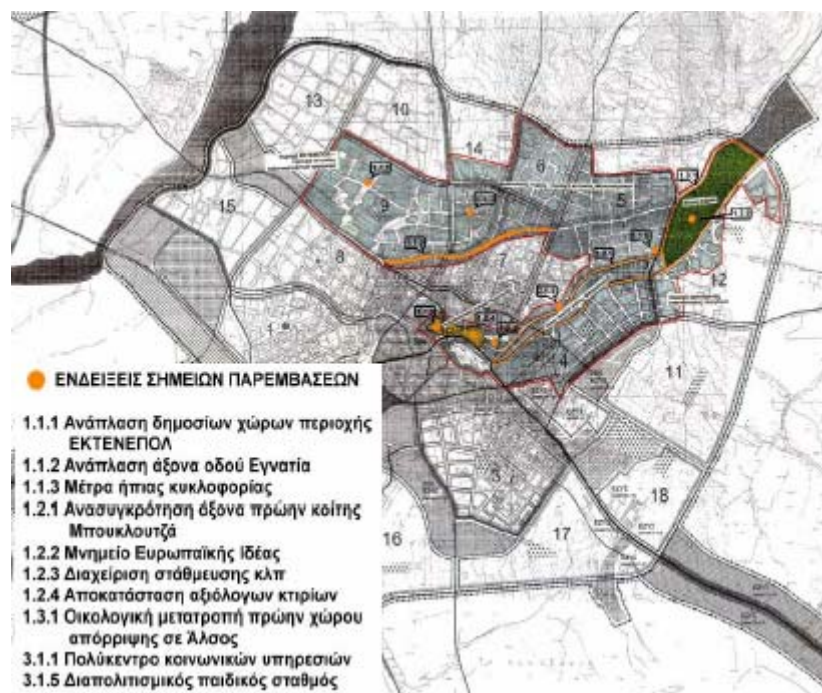 13
10
14
6
9
5
15
8
7
12
1
4
11
3
18
17
16
ΕΝΔΕΙΞΕΙΣ ΣΗΜΕΙΩΝ ΠΑΡΕΜΒΑΣΕΩΝ
1.1.1 Ανάπλαση δημοσίων χώρων περιοχής
ΕΚΤΕΝΕΠΟΛ
1.1.2 Ανάπλαση άξονα οδού Εγνατία
1.1.3 Μέτρα ήπιας κυκλοφορίας
1.2.1 Ανασυγκρότηση άξονα πρώην κοίτης
Μπουκλουτζά
1.2.2 Μνημείο Ευρωπαϊκής Ιδέας
1.2.3 Διαχείριση στάθμευσης κλπ
1.2.4 Αποκατάσταση αξιόλογων κτιρίων
1.3.1 Οικολογική μετατροπή πρώην χώρου
απόρριψης σε Άλσος
3.1.1 Πολύκεντρο κοινωνικών υπηρεσιών
3.1.5 Διαπολιτισμικός παιδικός σταθμός